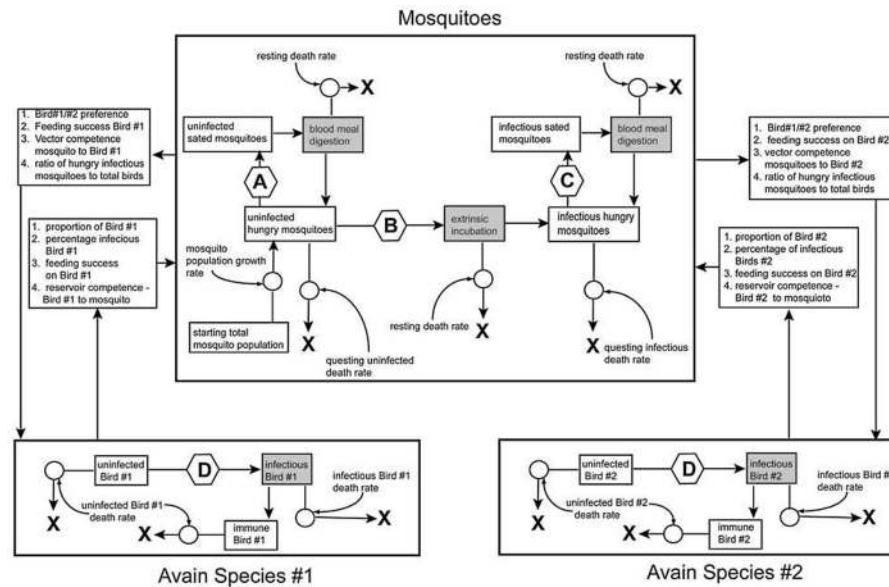 Mosquitoes
resting death rate
X
resting death rate
X
1. Bird#1/#2 preference
2. Feeding success Bird #1
3. Vector competence
mosquito to Bird #1
4. ratio of hungry infectious
mosquitoes to total birds
uninfected
sated mosquitoes
blood meal
digestion
infectious sated
mosquitoes
blood meal
digestion
1. Bird#1/#2 preference
2. feeding success on Bird #2
3. vector competence
mosquitoes to Bird #2
4. ratio of hungry infectious
mosquitoes to total birds
A
C
1. proportion of Bird #1
2. percentage infecious
Bird #1
3. feeding success
on Bird #1
4. reservoir competence -
Bird #1 to mosquito
uninfected
hungry mosquitoes
B
extrinsic
incubation
infectious hungry
mosquitoes
1. proportion of Bird #2
2. percentage of infectious
Birds #2
3. feeding success on Bird #2
4. reservoir competence -
Bird #2 to mosquioto
mosquito
population growth
rate
starting total
mosquito population
X
questing uninfected
death rate
resting death rate
X
X
questing infectious
death rate
uninfected
Bird #1
D
infectious
Bird #1
infectious Bird #1
death rate
X
uninfected Bird #1
death rate
X
immune
Bird #1
X
Avain Species #1
uninfected
Bird #2
D
infectious
Bird #2
infectious Bird #
death rate
X
uninfected Bird #2
death rate
X
immune
Bird #2
X
Avain Species #2